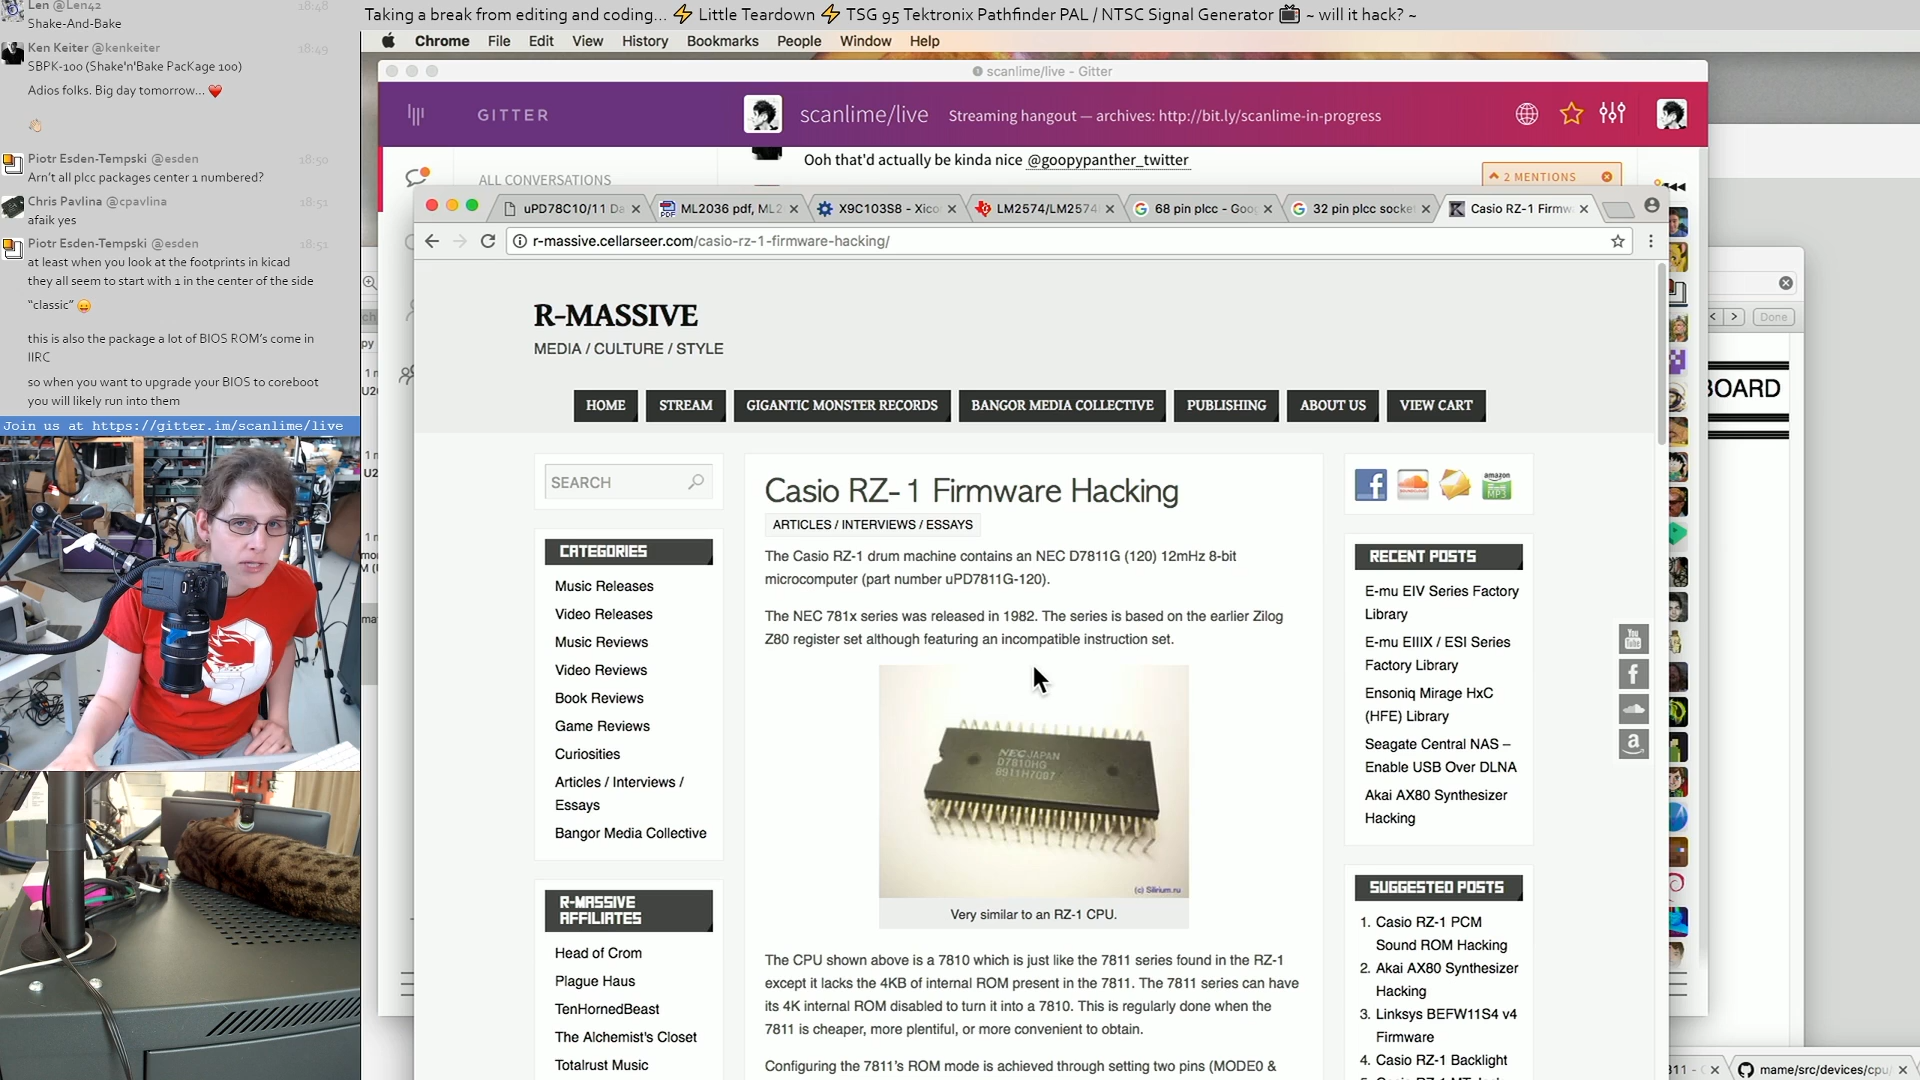 Taking a break from editing and coding... ⚡ Little Teardown ⚡ TSG 95 Tektronix Pathfinder PAL / NTSC Signal Generator 📺 ~ will it hack? ~
Len @Len42 18:48
Shake-And-Bake
Ken Keiter @kenkeiter 18:49
SBPK-100 (Shake'n'Bake PacKage 100)
Adios folks. Big day tomorrow... ❤️
👋🏻
Piotr Esden-Tempski @esden 18:50
Arn't all plcc packages center 1 numbered?
Chris Pavlina @cpavlina 18:51
afaik yes
Piotr Esden-Tempski @esden 18:51
at least when you look at the footprints in kicad
they all seem to start with 1 in the center of the side
"classic" 😛
this is also the package a lot of BIOS ROM's come in
IIRC
so when you want to upgrade your BIOS to coreboot
you will likely run into them
Join us at https://gitter.im/scanlime/live
Chrome File Edit View History Bookmarks People Window Help
scanlime/live - Gitter
GITTER
scanlime/live Streaming hangout — archives: http://bit.ly/scanlime-in-progress
Ooh that'd actually be kinda nice @goopypanther_twitter
ALL CONVERSATIONS
2 MENTIONS
uPD78C10/11 Da
ML2036 pdf, ML2
X9C103S8 - Xico
LM2574/LM2574
68 pin plcc - Goog
32 pin plcc socket
Casio RZ-1 Firmw
r-massive.cellarseer.com/casio-rz-1-firmware-hacking/
Done
BOARD
R-MASSIVE
MEDIA / CULTURE / STYLE
HOME
STREAM
GIGANTIC MONSTER RECORDS
BANGOR MEDIA COLLECTIVE
PUBLISHING
ABOUT US
VIEW CART
SEARCH
CATEGORIES
Music Releases
Video Releases
Music Reviews
Video Reviews
Book Reviews
Game Reviews
Curiosities
Articles / Interviews /
Essays
Bangor Media Collective
R-MASSIVE
AFFILIATES
Head of Crom
Plague Haus
TenHornedBeast
The Alchemist's Closet
Totalrust Music
Casio RZ-1 Firmware Hacking
ARTICLES / INTERVIEWS / ESSAYS
The Casio RZ-1 drum machine contains an NEC D7811G (120) 12mHz 8-bit
microcomputer (part number uPD7811G-120).
The NEC 781x series was released in 1982. The series is based on the earlier Zilog
Z80 register set although featuring an incompatible instruction set.
NEC JAPAN
D7810HG
8911H7007
(c) Silirium.ru
Very similar to an RZ-1 CPU.
The CPU shown above is a 7810 which is just like the 7811 series found in the RZ-1
except it lacks the 4KB of internal ROM present in the 7811. The 7811 series can have
its 4K internal ROM disabled to turn it into a 7810. This is regularly done when the
7811 is cheaper, more plentiful, or more convenient to obtain.
Configuring the 7811's ROM mode is achieved through setting two pins (MODE0 &
amazon
MP3
RECENT POSTS
E-mu EIV Series Factory
Library
E-mu EIIIX / ESI Series
Factory Library
Ensoniq Mirage HxC
(HFE) Library
Seagate Central NAS –
Enable USB Over DLNA
Akai AX80 Synthesizer
Hacking
SUGGESTED POSTS
1. Casio RZ-1 PCM
Sound ROM Hacking
2. Akai AX80 Synthesizer
Hacking
3. Linksys BEFW11S4 v4
Firmware
4. Casio RZ-1 Backlight
You
Tube
mame/src/devices/cpu